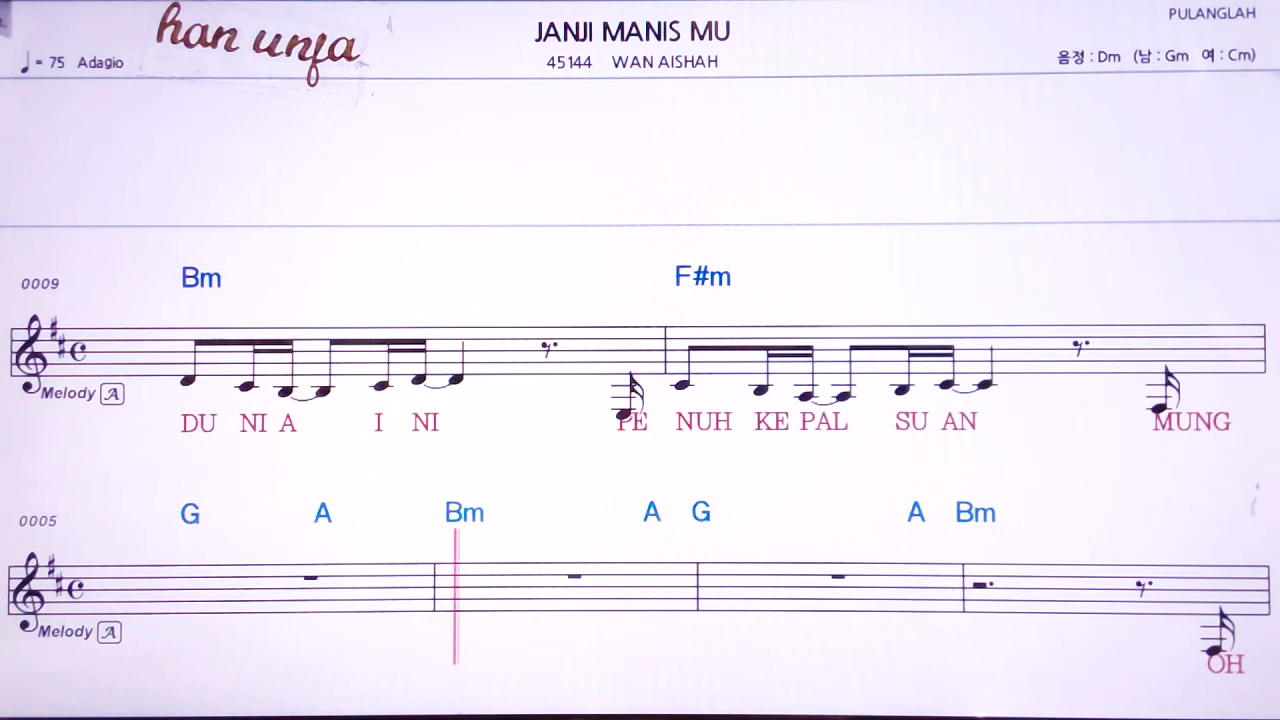 han unfa
JANJI MANIS MU
PULANGLAH
♩= 75 Adagio
45144 WAN AISHAH
음정 : Dm (남 : Gm 여 : Cm)
0009
Bm F#m
Melody A
DU NI A I NI PE NUH KE PAL SU AN MUNG
0005
G A Bm A G A Bm
Melody A
OH